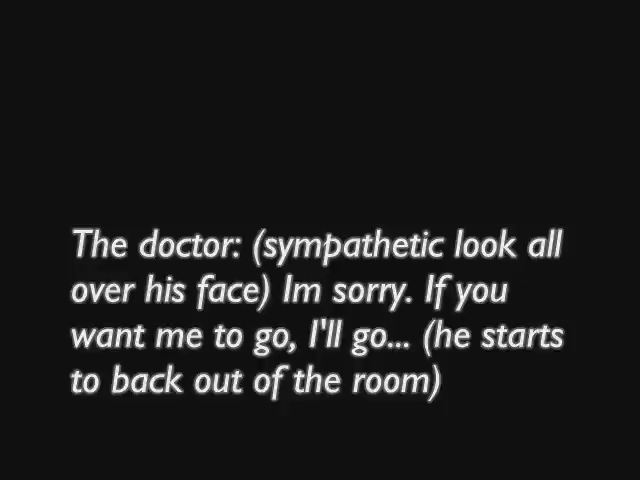 The doctor: (sympathetic look all
over his face) Im sorry. If you
want me to go, I'll go... (he starts
to back out of the room)